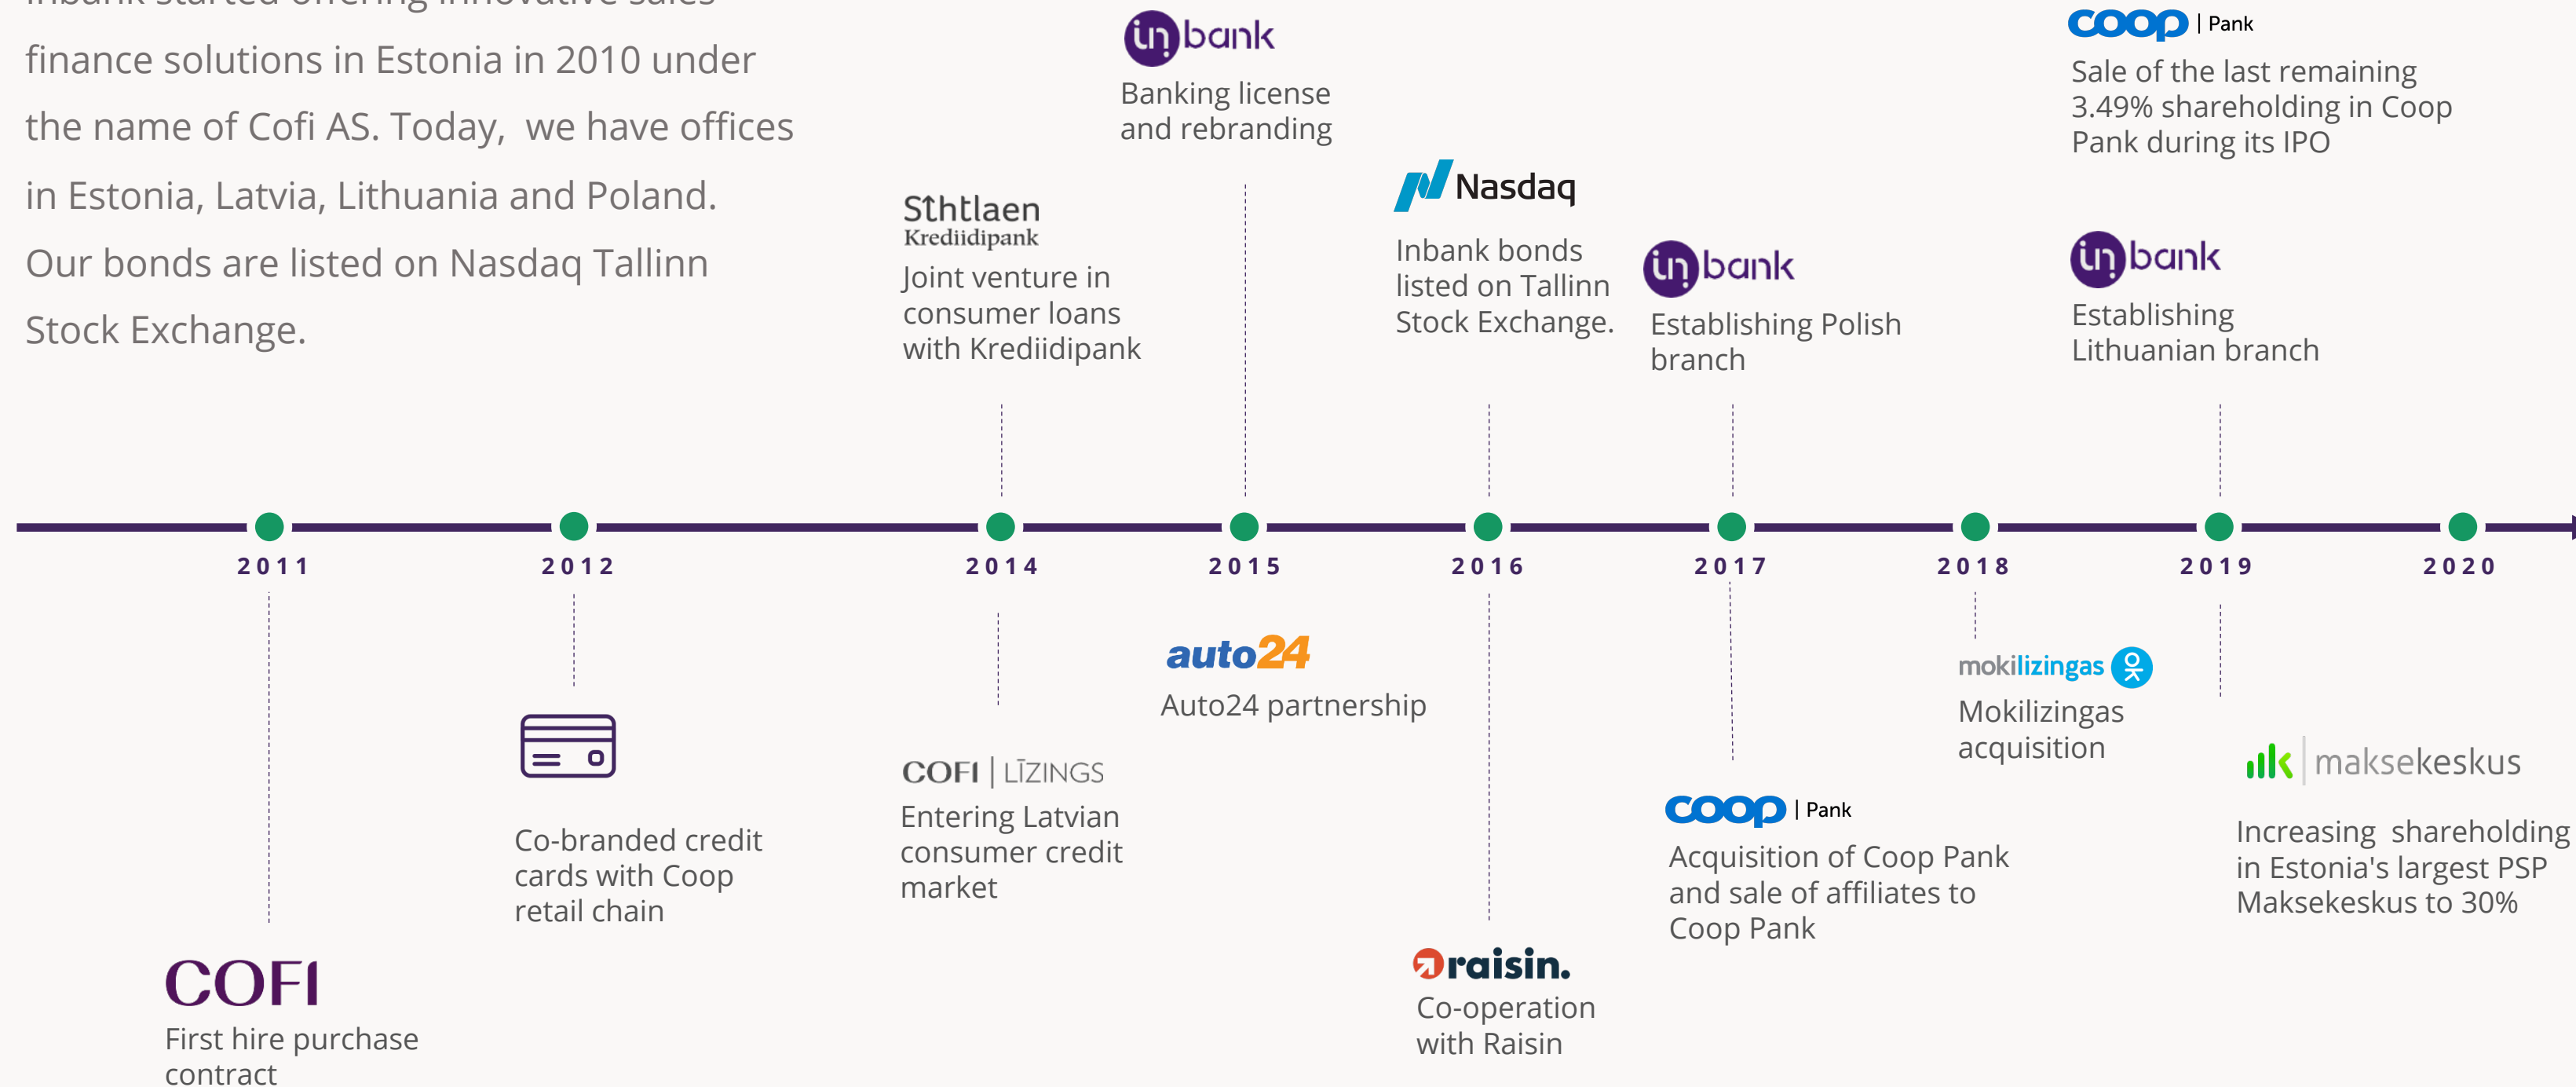 Inbank started offering innovative sales
finance solutions in Estonia in 2010 under
the name of Cofi AS. Today, we have offices
in Estonia, Latvia, Lithuania and Poland.
Our bonds are listed on Nasdaq Tallinn
Stock Exchange.
inbank
Banking license
and rebranding
coop | Pank
Sale of the last remaining
3.49% shareholding in Coop
Pank during its IPO
Krediidipank
Joint venture in
consumer loans
with Krediidipank
Nasdaq
Inbank bonds
listed on Tallinn
Stock Exchange.
inbank
Establishing Polish
branch
inbank
Establishing
Lithuanian branch
2011
2012
2014
2015
2016
2017
2018
2019
2020
COFI
First hire purchase
contract
Co-branded credit
cards with Coop
retail chain
COFI | LĪZINGS
Entering Latvian
consumer credit
market
auto24
Auto24 partnership
raisin.
Co-operation
with Raisin
coop | Pank
Acquisition of Coop Pank
and sale of affiliates to
Coop Pank
mokilizingas
Mokilizingas
acquisition
maksekeskus
Increasing shareholding
in Estonia's largest PSP
Maksekeskus to 30%